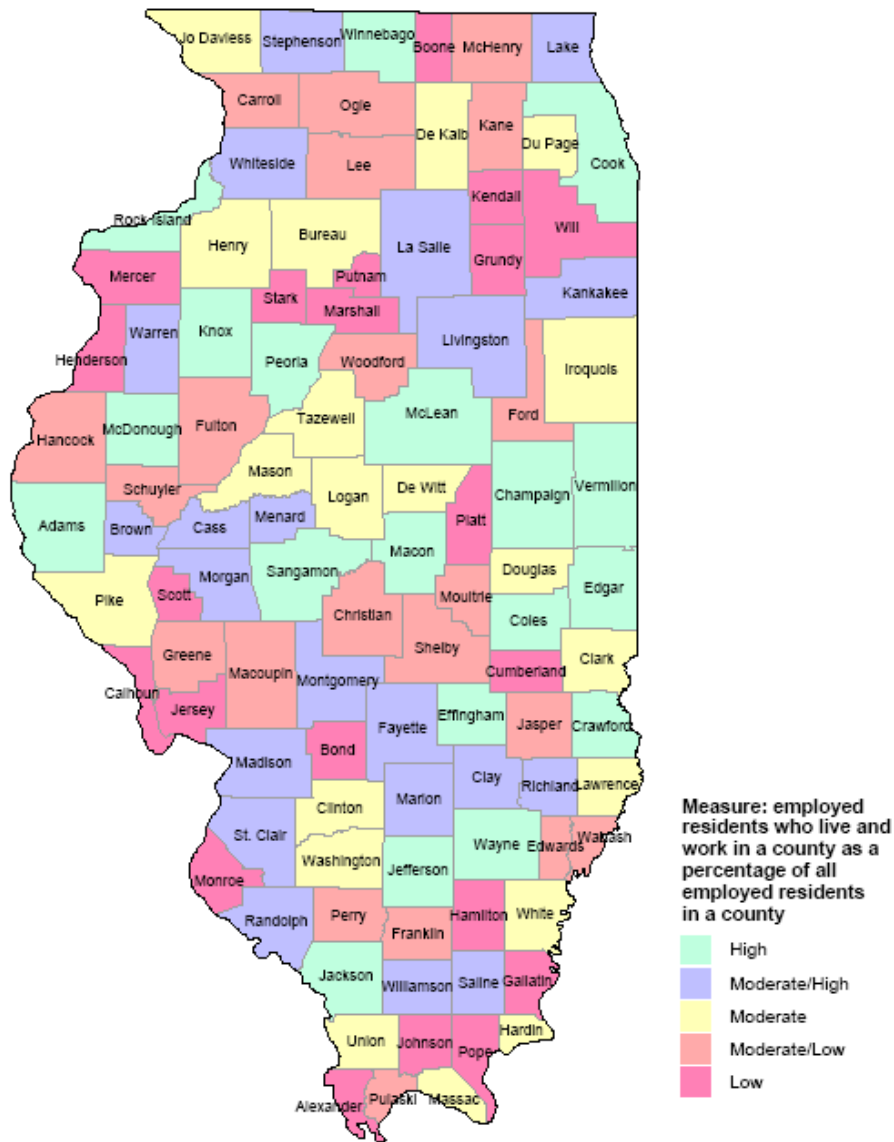 Jo Daviess
Stephenson
Winnebago
Boone
McHenry
Lake
Carroll
Ogle
De Kalb
Kane
Du Page
Cook
Whiteside
Lee
Kendall
Will
Rock Island
Henry
Bureau
La Salle
Grundy
Mercer
Putnam
Stark
Marshall
Kankakee
Warren
Knox
Livingston
Henderson
Peoria
Woodford
Iroquois
McLean
Ford
Tazewell
McDonough
Fulton
Hancock
Mason
Logan
De Witt
Champaign
Vermilion
Schuyler
Adams
Brown
Cass
Menard
Piatt
Macon
Sangamon
Douglas
Edgar
Pike
Scott
Morgan
Moultrie
Christian
Coles
Shelby
Greene
Macoupin
Cumberland
Clark
Montgomery
Calhoun
Jersey
Effingham
Jasper
Crawford
Fayette
Bond
Madison
Clay
Richland
Lawrence
Marion
Clinton
St. Clair
Wayne
Edwards
Wabash
Washington
Jefferson
Monroe
Hamilton
White
Randolph
Perry
Franklin
Jackson
Williamson
Saline
Gallatin
Union
Johnson
Pope
Hardin
Alexander
Pulaski
Massac
Measure: employed
residents who live and
work in a county as a
percentage of all
employed residents
in a county
High
Moderate/High
Moderate
Moderate/Low
Low